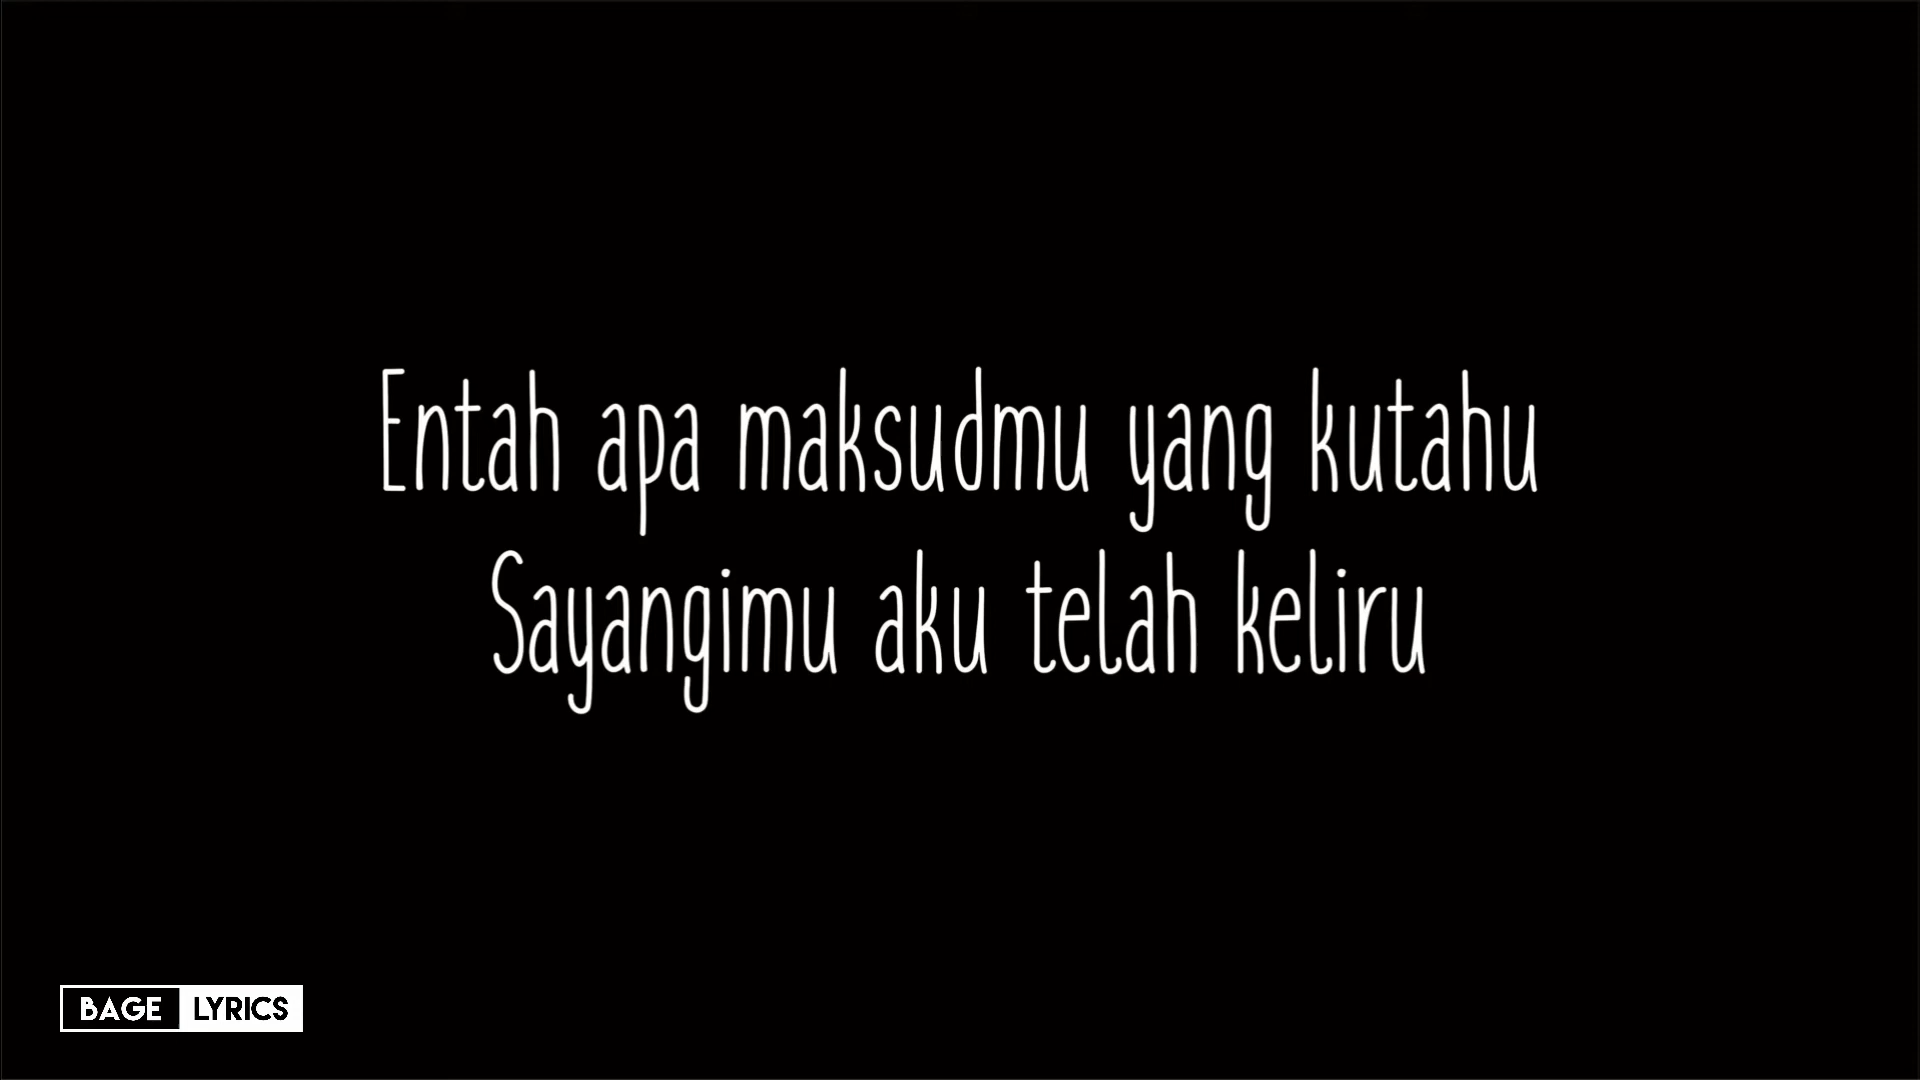 Entah apa maksudmu yang kutahu
Sayangimu aku telah keliru
BAGE LYRICS